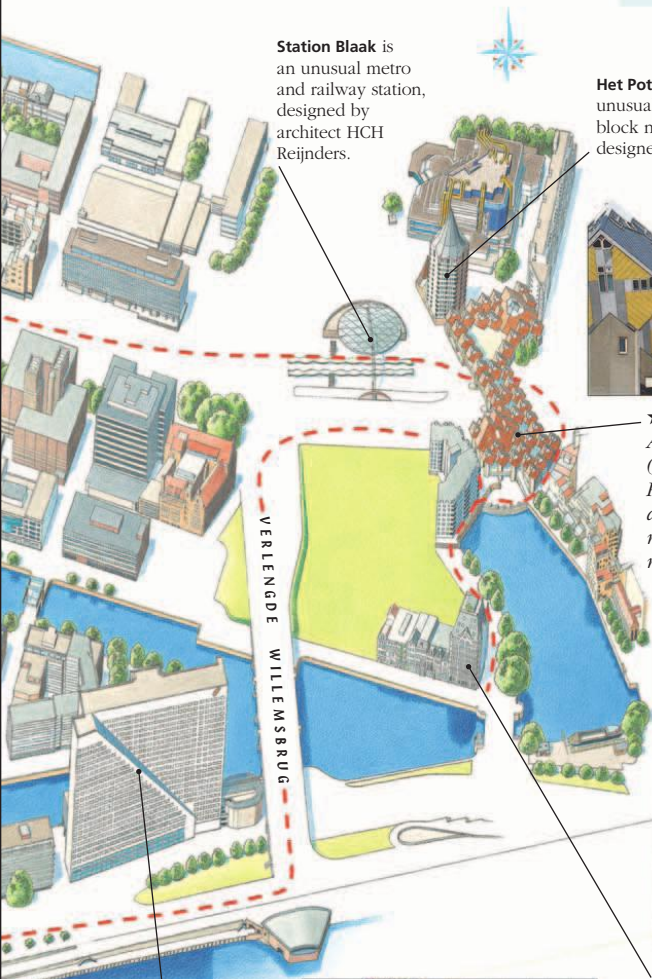 Station Blaak is
an unusual metro
and railway station,
designed by
architect HCH
Reijnders.
Het Pot
unusual
block n
designe
VERLENGDE WILLEMSBRUG